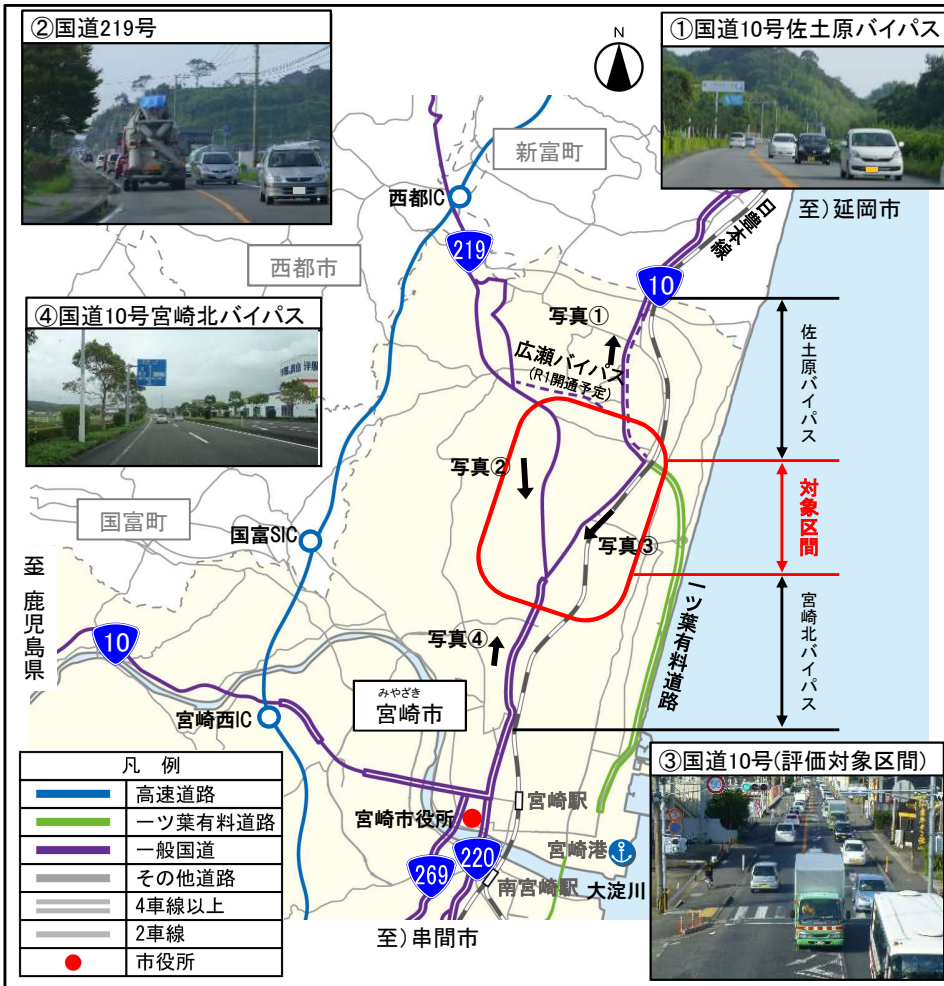 ②国道219号
①国道10号佐土原バイパス
N
新富町
西都IC
至)延岡市
日豊本線
219
西都市
10
④国道10号宮崎北バイパス
写真①
広瀬バイパス
(R1開通予定)
佐土原バイパス
写真②
対象区間
国富町
国富SIC
写真③
至 鹿児島県
一ツ葉有料道路
10
写真④
宮崎北バイパス
みやざき
宮崎市
宮崎西IC
③国道10号(評価対象区間)
凡 例
高速道路
一ツ葉有料道路
一般国道
その他道路
4車線以上
2車線
市役所
宮崎駅
宮崎市役所
宮崎港
220
269
南宮崎駅
大淀川
至)串間市